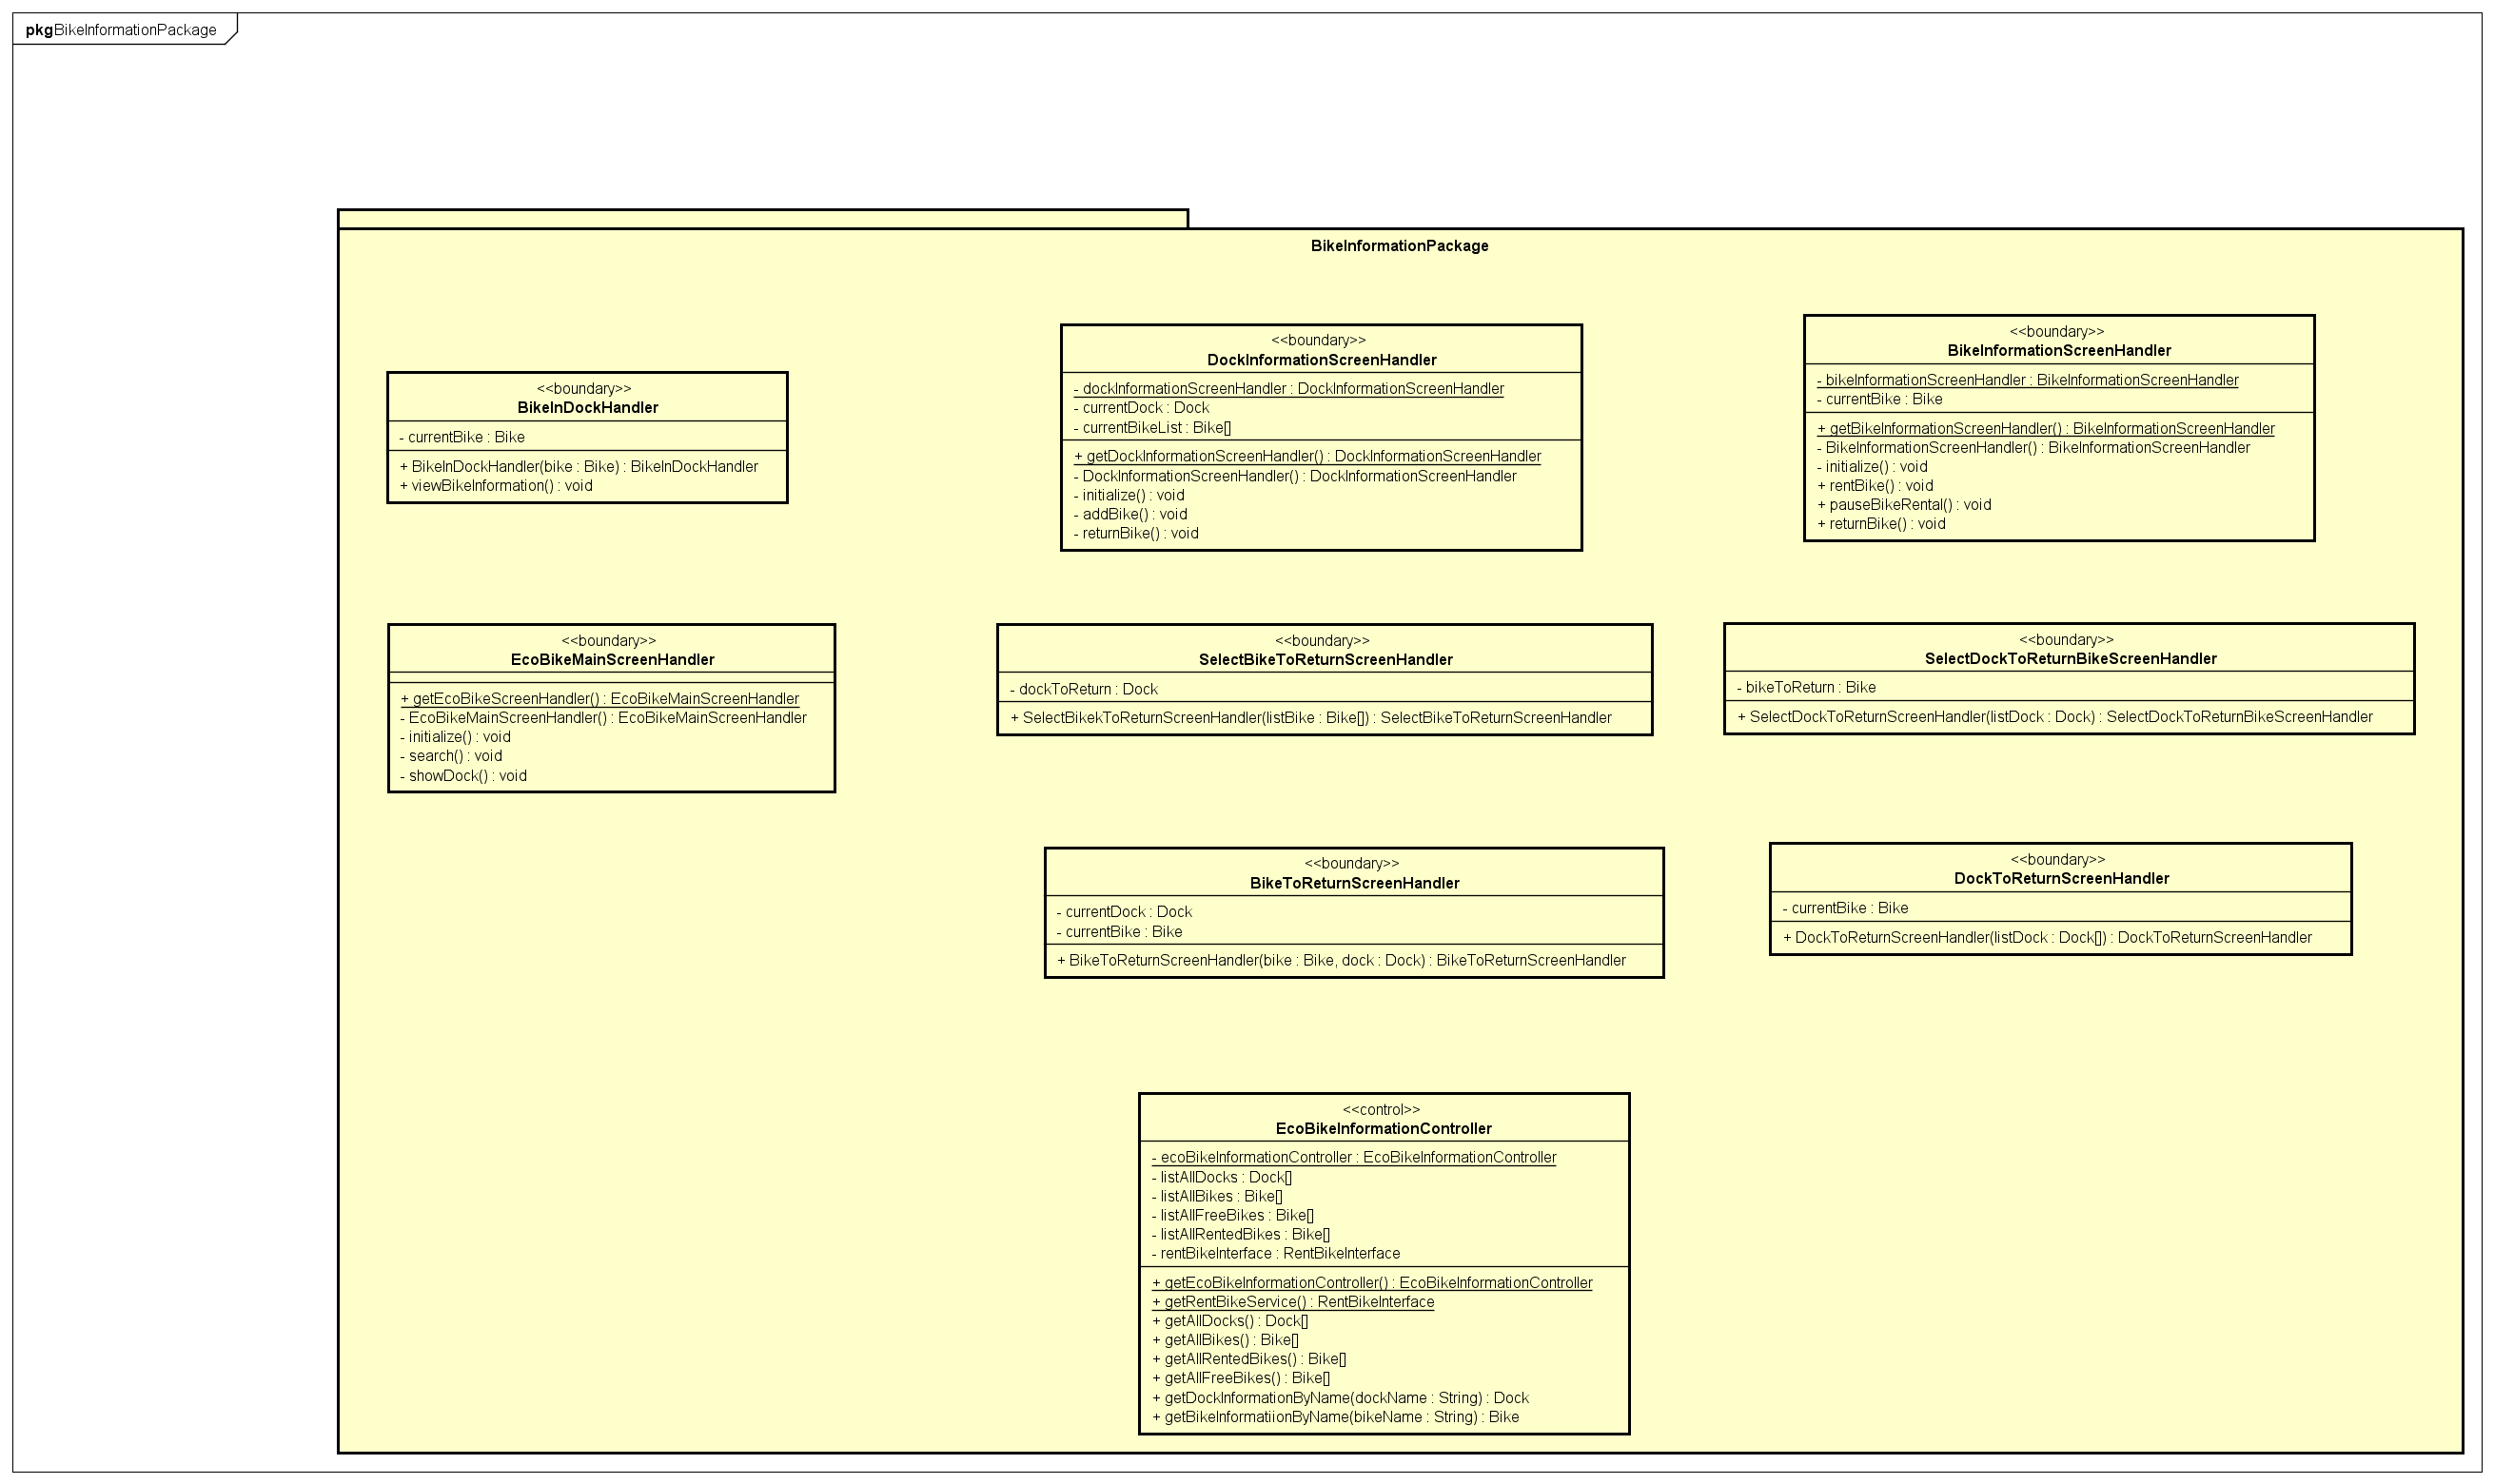 pkg BikeInformationPackage
BikeInformationPackage
<<boundary>>
BikeInDockHandler
- currentBike : Bike
+ BikeInDockHandler(bike : Bike) : BikeInDockHandler
+ viewBikeInformation() : void
<<boundary>>
DockInformationScreenHandler
- dockInformationScreenHandler : DockInformationScreenHandler
- currentDock : Dock
- currentBikeList : Bike[]
+ getDockInformationScreenHandler() : DockInformationScreenHandler
- DockInformationScreenHandler() : DockInformationScreenHandler
- initialize() : void
- addBike() : void
- returnBike() : void
<<boundary>>
BikeInformationScreenHandler
- bikeInformationScreenHandler : BikeInformationScreenHandler
- currentBike : Bike
+ getBikeInformationScreenHandler() : BikeInformationScreenHandler
- BikeInformationScreenHandler() : BikeInformationScreenHandler
- initialize() : void
+ rentBike() : void
+ pauseBikeRental() : void
+ returnBike() : void
<<boundary>>
EcoBikeMainScreenHandler
+ getEcoBikeScreenHandler() : EcoBikeMainScreenHandler
- EcoBikeMainScreenHandler() : EcoBikeMainScreenHandler
- initialize() : void
- search() : void
- showDock() : void
<<boundary>>
SelectBikeToReturnScreenHandler
- dockToReturn : Dock
+ SelectBikekToReturnScreenHandler(listBike : Bike[]) : SelectBikeToReturnScreenHandler
<<boundary>>
SelectDockToReturnBikeScreenHandler
- bikeToReturn : Bike
+ SelectDockToReturnScreenHandler(listDock : Dock) : SelectDockToReturnBikeScreenHandler
<<boundary>>
BikeToReturnScreenHandler
- currentDock : Dock
- currentBike : Bike
+ BikeToReturnScreenHandler(bike : Bike, dock : Dock) : BikeToReturnScreenHandler
<<boundary>>
DockToReturnScreenHandler
- currentBike : Bike
+ DockToReturnScreenHandler(listDock : Dock[]) : DockToReturnScreenHandler
<<control>>
EcoBikeInformationController
- ecoBikeInformationController : EcoBikeInformationController
- listAllDocks : Dock[]
- listAllBikes : Bike[]
- listAllFreeBikes : Bike[]
- listAllRentedBikes : Bike[]
- rentBikeInterface : RentBikeInterface
+ getEcoBikeInformationController() : EcoBikeInformationController
+ getRentBikeService() : RentBikeInterface
+ getAllDocks() : Dock[]
+ getAllBikes() : Bike[]
+ getAllRentedBikes() : Bike[]
+ getAllFreeBikes() : Bike[]
+ getDockInformationByName(dockName : String) : Dock
+ getBikeInformatiionByName(bikeName : String) : Bike